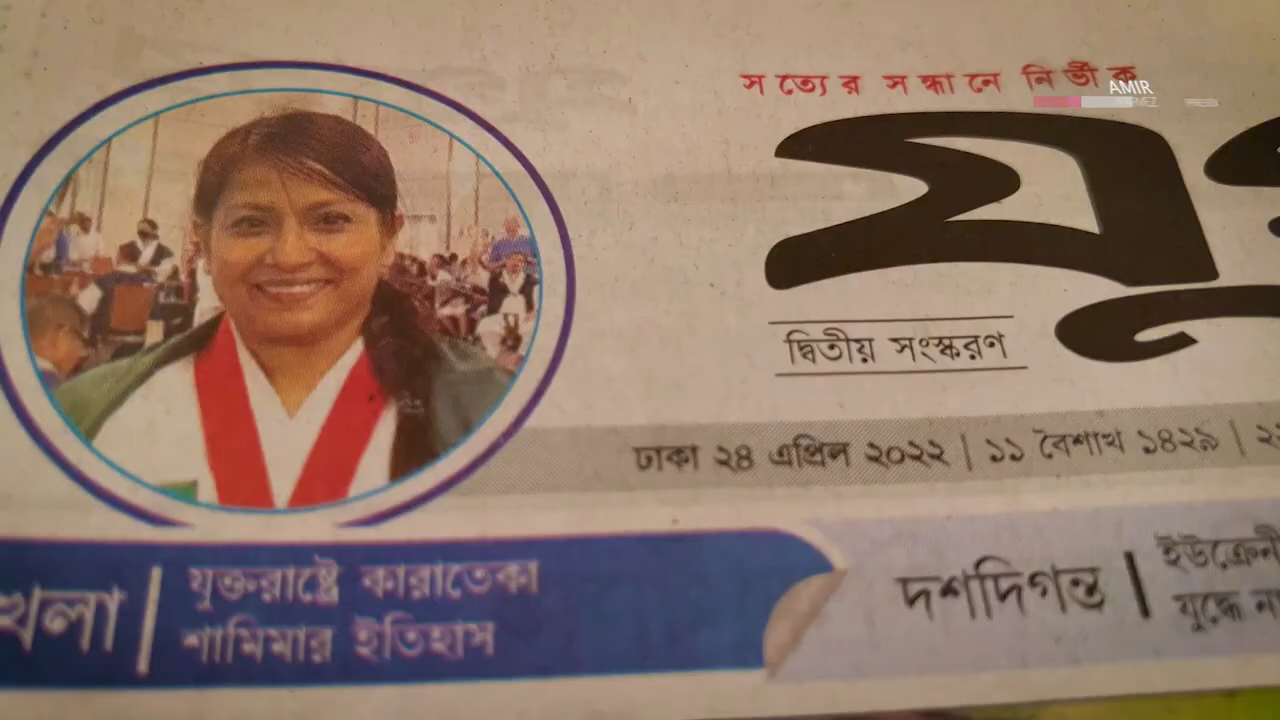 সত্যের সন্ধানে নির্ভীক
AMIR
দ্বিতীয় সংস্করণ
ঢাকা ২৪ এপ্রিল ২০২২ | ১১ বৈশাখ ১৪২৯ |
খেলা | যুক্তরাষ্ট্রে কারাতেকা
শামিমার ইতিহাস
দশদিগন্ত |
যুদ্ধে